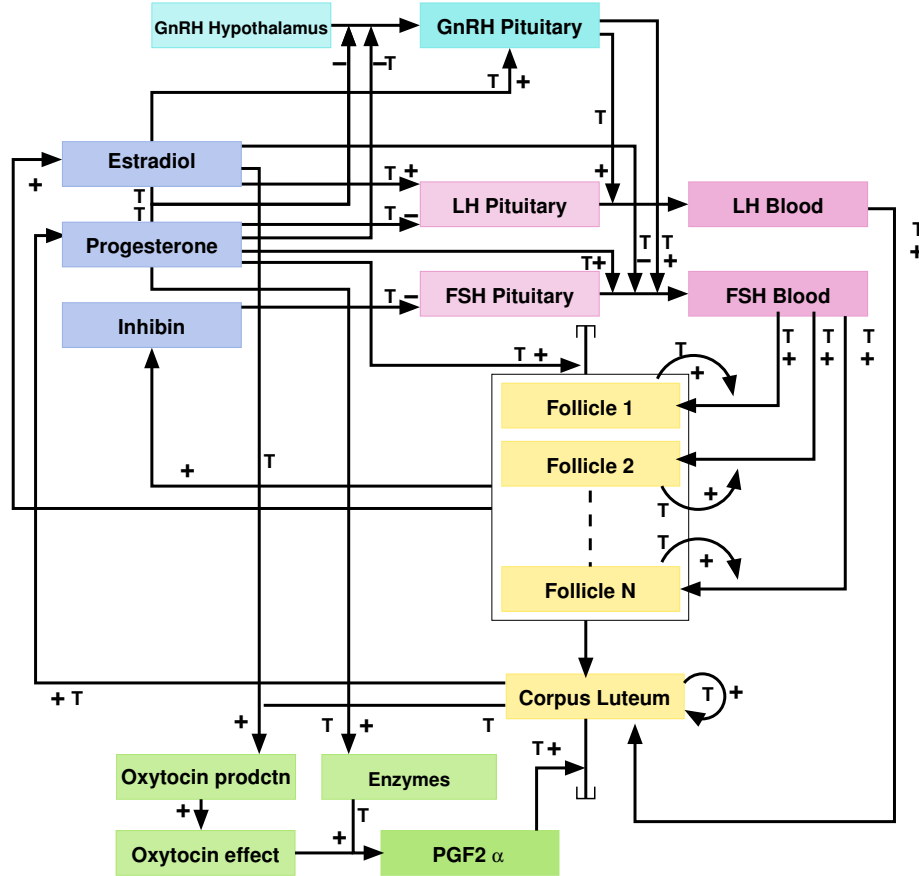 GnRH Hypothalamus
GnRH Pituitary
– –T
T +
T
Estradiol
+
T
T
T +
+
LH Pituitary
LH Blood
Progesterone
T –
T
–
T
+
T
+
T+
FSH Pituitary
FSH Blood
Inhibin
T –
T +
T
+
T
+
T
+
T
+
Follicle 1
Follicle 2
+
T
T
+
T
+
Follicle N
Corpus Luteum
T
+
+ T
T
+
T
+
T +
Oxytocin prodctn
Enzymes
+
T
+
Oxytocin effect
PGF2 α